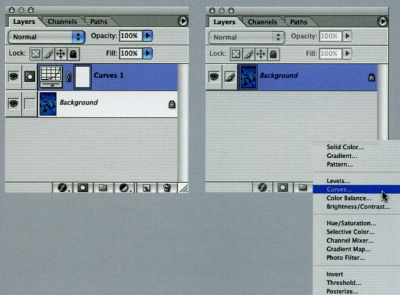 Layers Channels Paths
Normal Opacity: 100%
Lock: Fill: 100%
Curves 1
Background
Layers Channels Paths
Normal Opacity: 100%
Lock: Fill: 100%
Background
Solid Color...
Gradient...
Pattern...
Levels...
Curves...
Color Balance...
Brightness/Contrast...
Hue/Saturation...
Selective Color...
Channel Mixer...
Gradient Map...
Photo Filter...
Invert
Threshold...
Posterize...